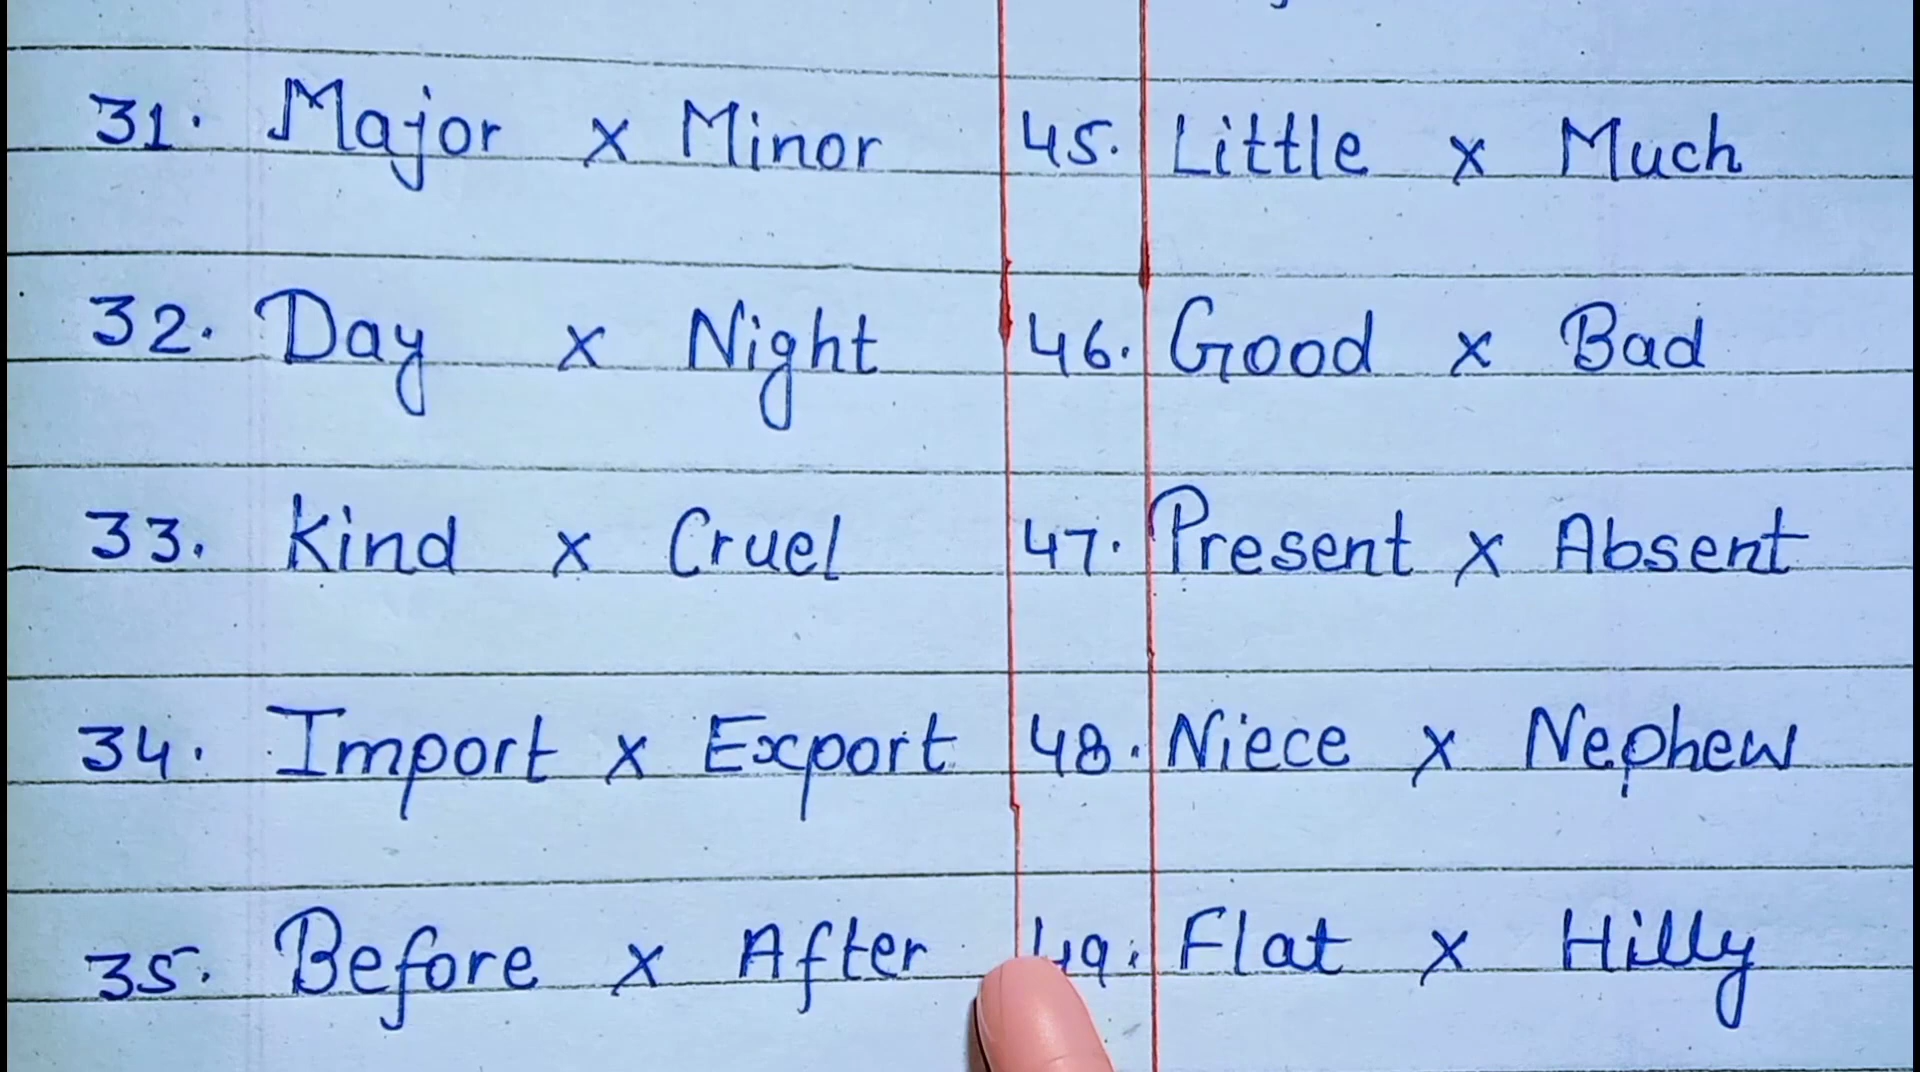 31. Major x Minor
32. Day x Night
33. Kind x Cruel
34. Import x Export
35. Before x After
45. Little x Much
46. Good x Bad
47. Present x Absent
48. Niece x Nephew
49. Flat x Hilly